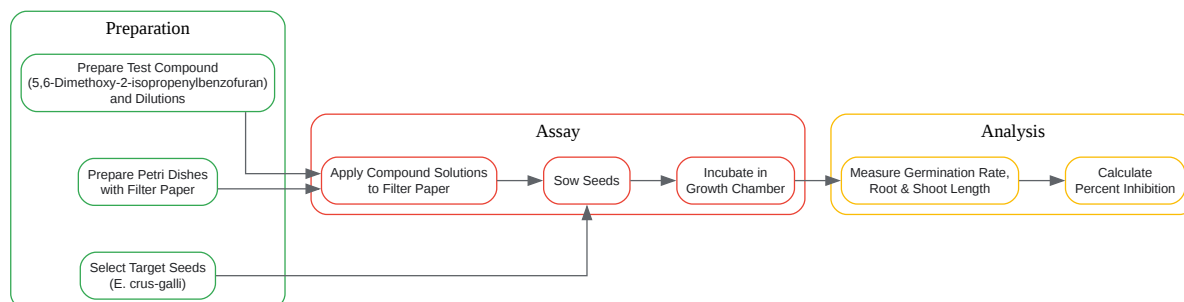 Preparation
Prepare Test Compound
(5,6-Dimethoxy-2-isopropenylbenzofuran)
and Dilutions
Prepare Petri Dishes
with Filter Paper
Select Target Seeds
(E. crus-galli)
Assay
Apply Compound Solutions
to Filter Paper
Sow Seeds
Incubate in
Growth Chamber
Analysis
Measure Germination Rate,
Root & Shoot Length
Calculate
Percent Inhibition